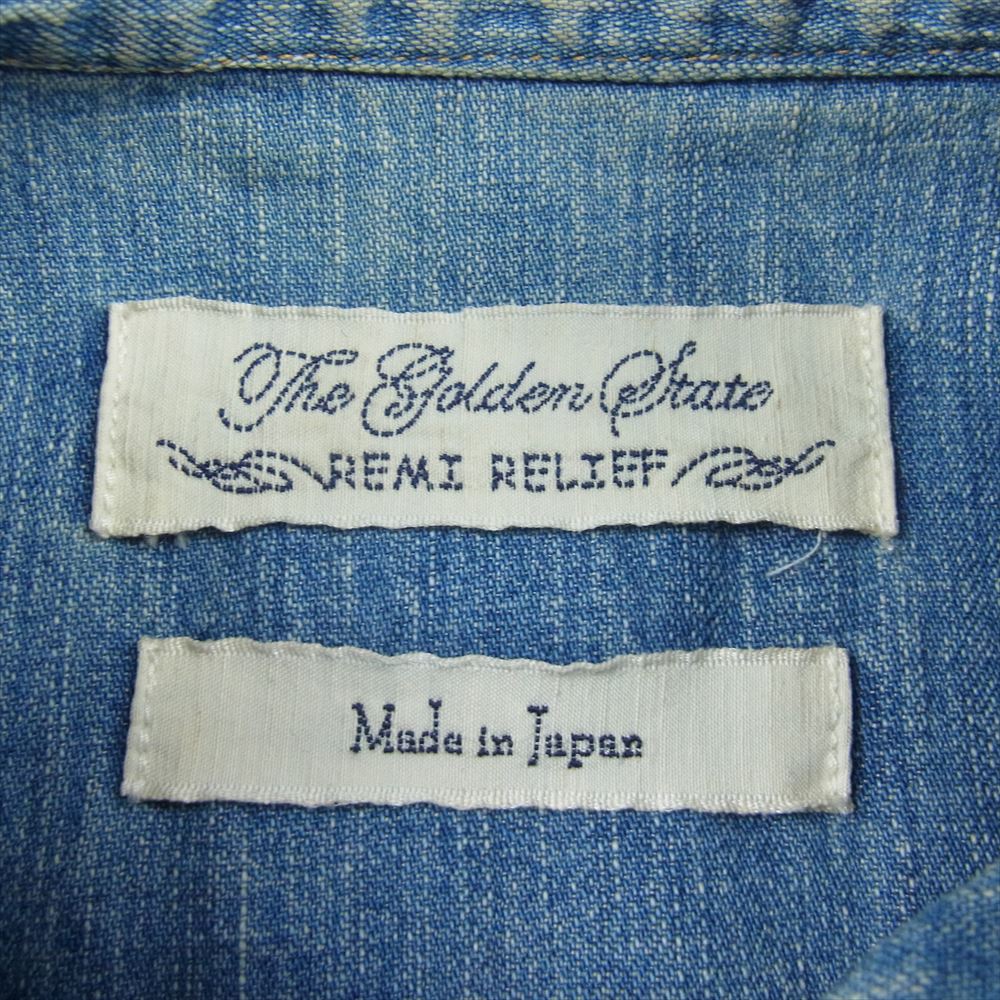 The Golden State
REMI RELIEF
Made in Japan